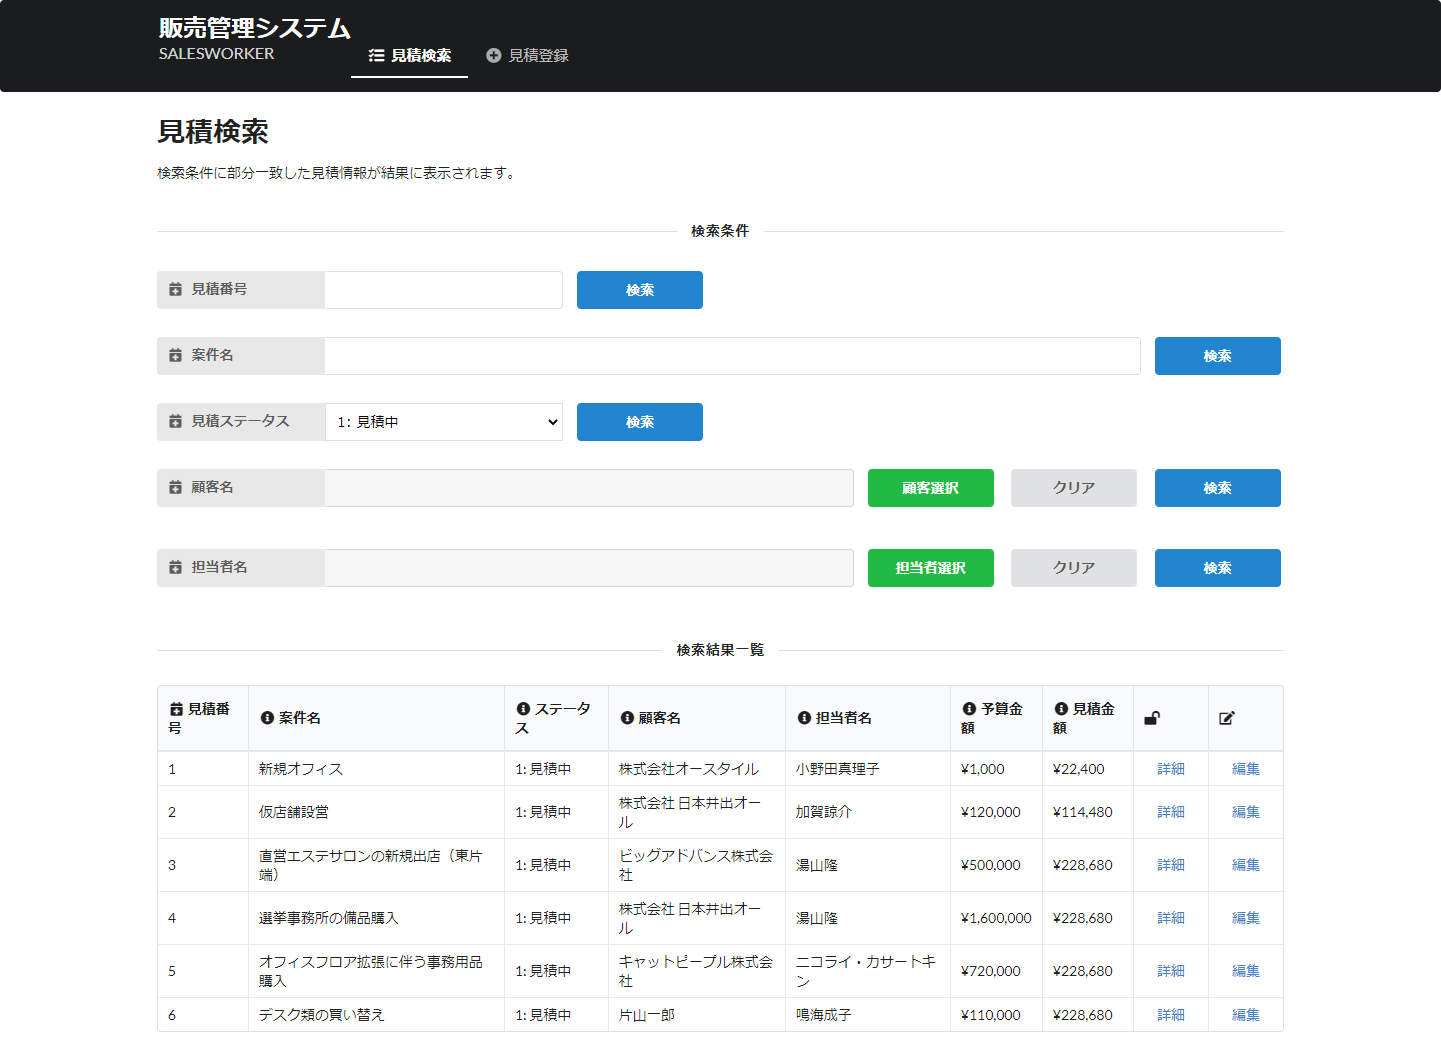 販売管理システム
SALESWORKER
見積検索
見積登録
見積検索
検索条件に部分一致した見積情報が結果に表示されます。
検索条件
見積番号
検索
案件名
検索
見積ステータス
1: 見積中
検索
顧客名
顧客選択
クリア
検索
担当者名
担当者選択
クリア
検索
検索結果一覧
見積番号
案件名
ステータス
顧客名
担当者名
予算金額
見積金額
1 新規オフィス 1: 見積中 株式会社オースタイル 小野田真理子 ¥1,000 ¥22,400 詳細 編集
2 仮店舗設営 1: 見積中 株式会社 日本井出オール 加賀諒介 ¥120,000 ¥114,480 詳細 編集
3 直営エステサロンの新規出店（東片端） 1: 見積中 ビッグアドバンス株式会社 湯山隆 ¥500,000 ¥228,680 詳細 編集
4 選挙事務所の備品購入 1: 見積中 株式会社 日本井出オール 湯山隆 ¥1,600,000 ¥228,680 詳細 編集
5 オフィスフロア拡張に伴う事務用品購入 1: 見積中 キャットピープル株式会社 ニコライ・カサートキン ¥720,000 ¥228,680 詳細 編集
6 デスク類の買い替え 1: 見積中 片山一郎 鳴海成子 ¥110,000 ¥228,680 詳細 編集